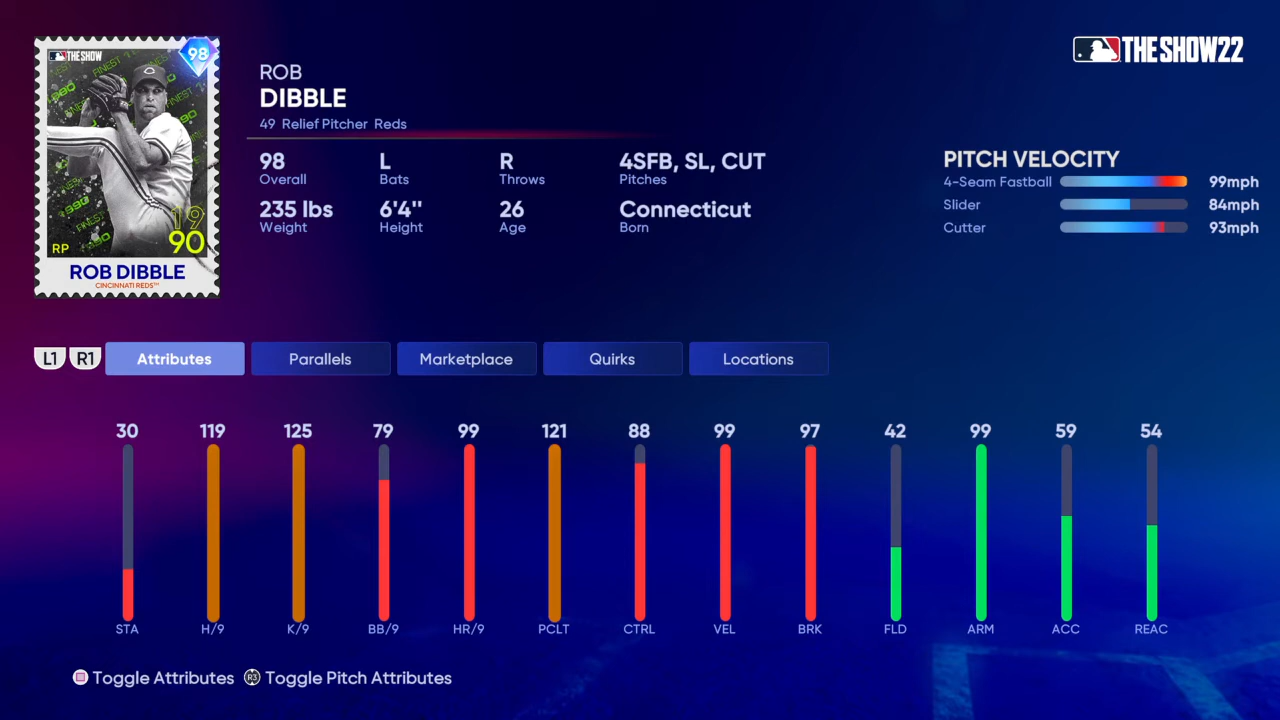 THE SHOW
98
FINEST
1990
19
90
RP
ROB DIBBLE
CINCINNATI REDS™
ROB
DIBBLE
49 Relief Pitcher Reds
98
Overall
L
Bats
R
Throws
4SFB, SL, CUT
Pitches
235 lbs
Weight
6'4''
Height
26
Age
Connecticut
Born
THE SHOW22
PITCH VELOCITY
4-Seam Fastball 99mph
Slider 84mph
Cutter 93mph
L1 R1 Attributes Parallels Marketplace Quirks Locations
30 119 125 79 99 121 88 99 97 42 99 59 54
STA H/9 K/9 BB/9 HR/9 PCLT CTRL VEL BRK FLD ARM ACC REAC
Toggle Attributes R3 Toggle Pitch Attributes